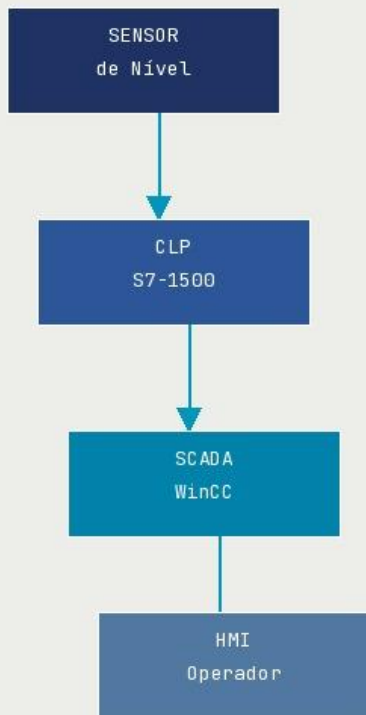 SENSOR
de Nível
CLP
S7-1500
SCADA
WinCC
HMI
Operador